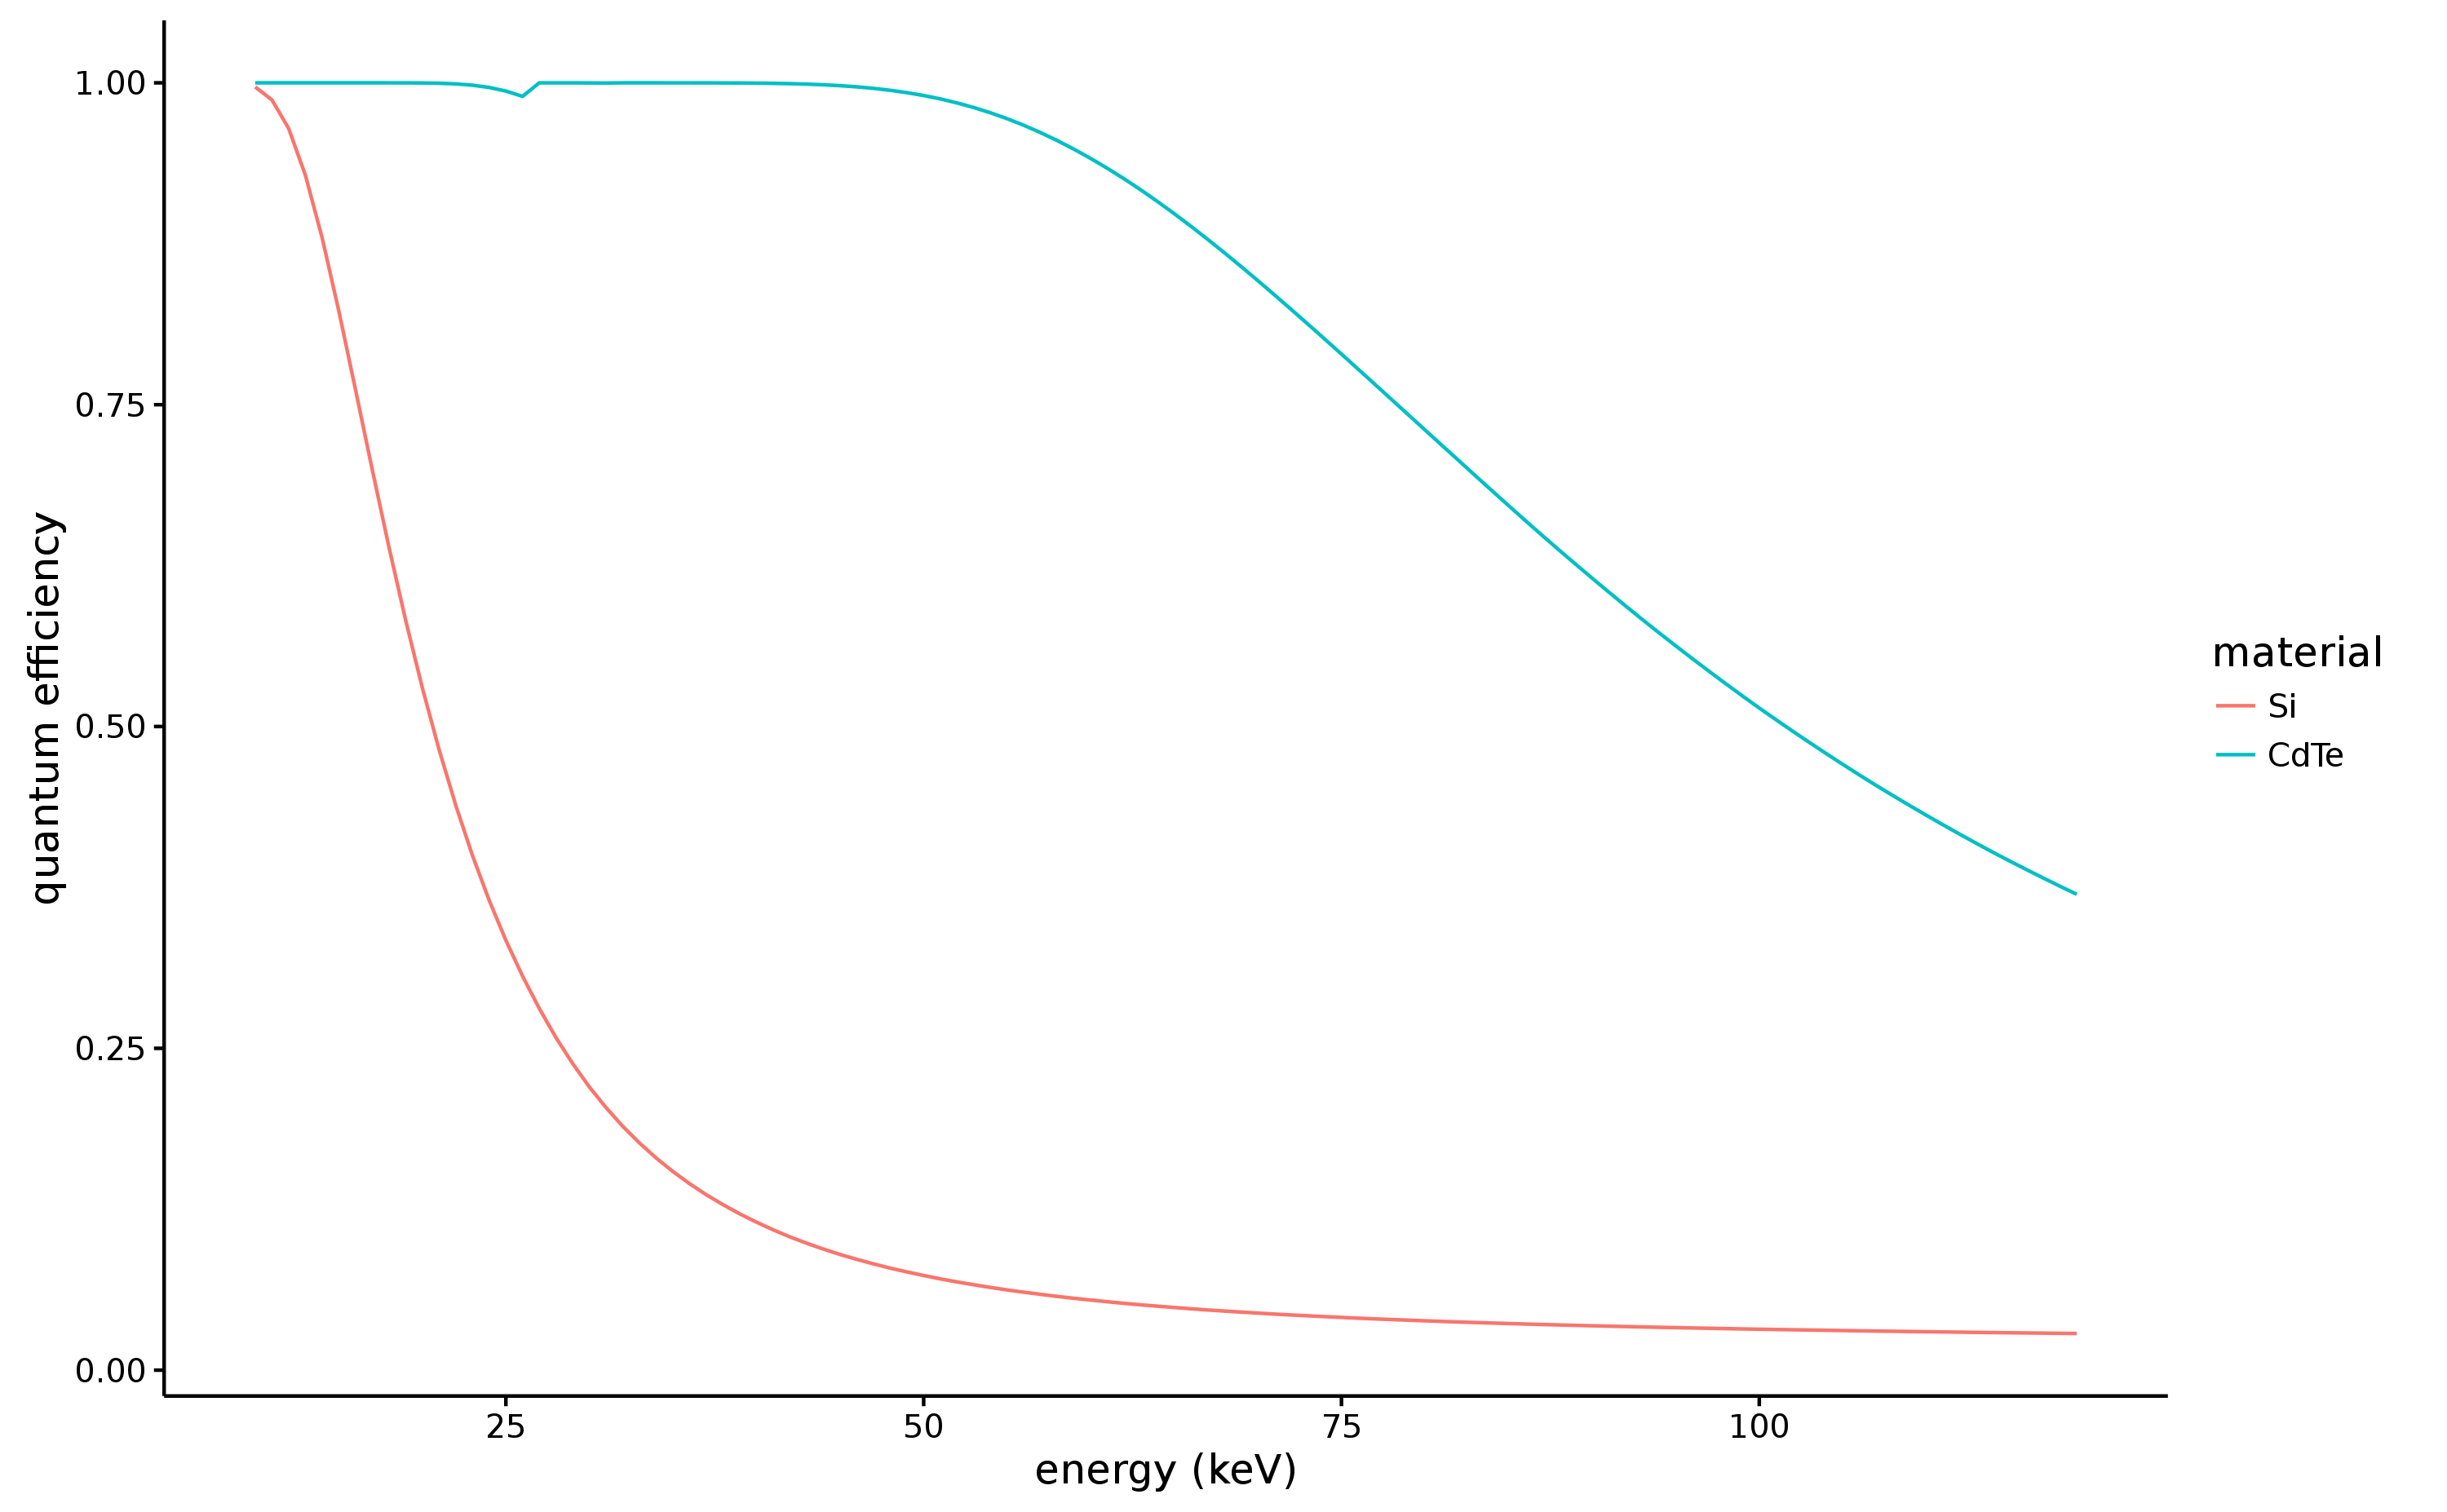 1.00
0.75
0.50
0.25
0.00
quantum efficiency
25 50 75 100
energy (keV)
material
Si
CdTe